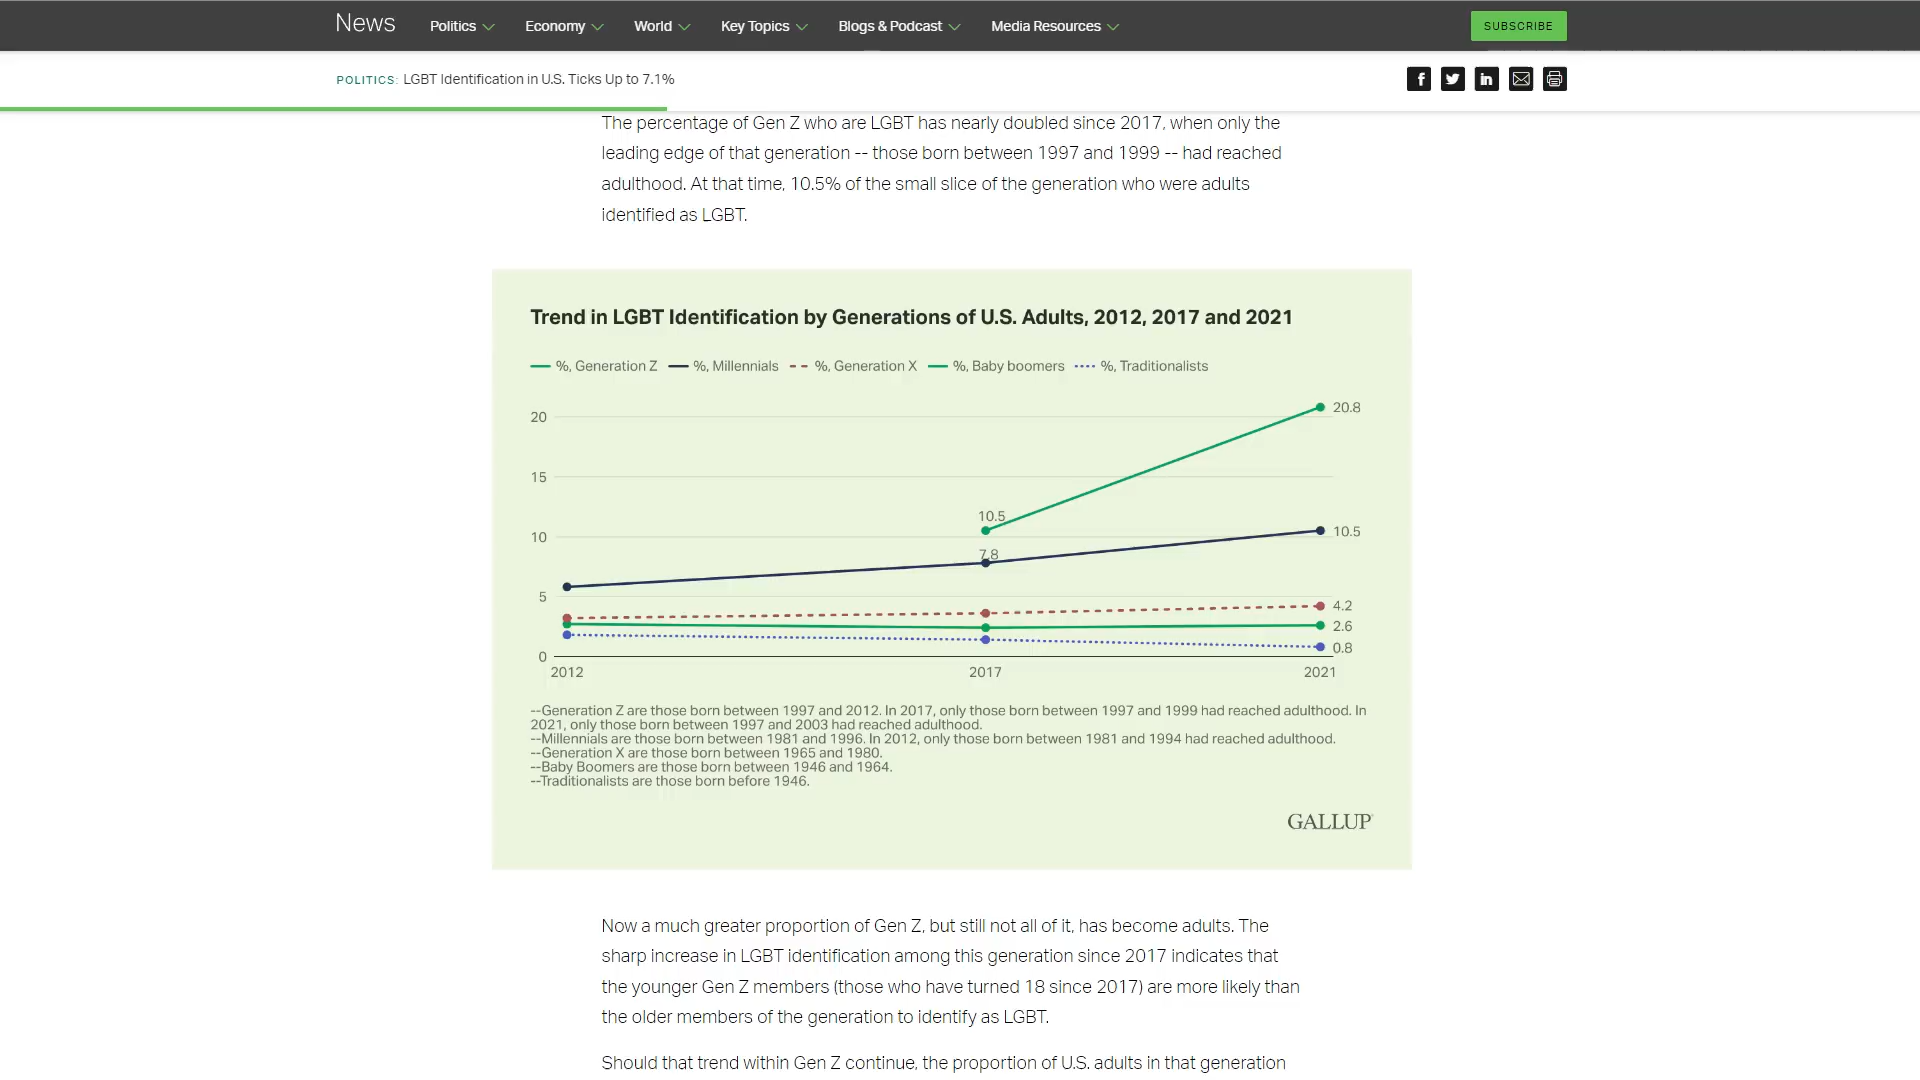 News
Politics
Economy
World
Key Topics
Blogs & Podcast
Media Resources
SUBSCRIBE
POLITICS: LGBT Identification in U.S. Ticks Up to 7.1%
The percentage of Gen Z who are LGBT has nearly doubled since 2017, when only the
leading edge of that generation -- those born between 1997 and 1999 -- had reached
adulthood. At that time, 10.5% of the small slice of the generation who were adults
identified as LGBT.
Trend in LGBT Identification by Generations of U.S. Adults, 2012, 2017 and 2021
%, Generation Z
%, Millennials
%, Generation X
%, Baby boomers
%, Traditionalists
20
15
10
5
0
20.8
10.5
7.8
10.5
4.2
2.6
0.8
2012
2017
2021
--Generation Z are those born between 1997 and 2012. In 2017, only those born between 1997 and 1999 had reached adulthood. In
2021, only those born between 1997 and 2003 had reached adulthood.
--Millennials are those born between 1981 and 1996. In 2012, only those born between 1981 and 1994 had reached adulthood.
--Generation X are those born between 1965 and 1980.
--Baby Boomers are those born between 1946 and 1964.
--Traditionalists are those born before 1946.
GALLUP
Now a much greater proportion of Gen Z, but still not all of it, has become adults. The
sharp increase in LGBT identification among this generation since 2017 indicates that
the younger Gen Z members (those who have turned 18 since 2017) are more likely than
the older members of the generation to identify as LGBT.
Should that trend within Gen Z continue, the proportion of U.S. adults in that generation